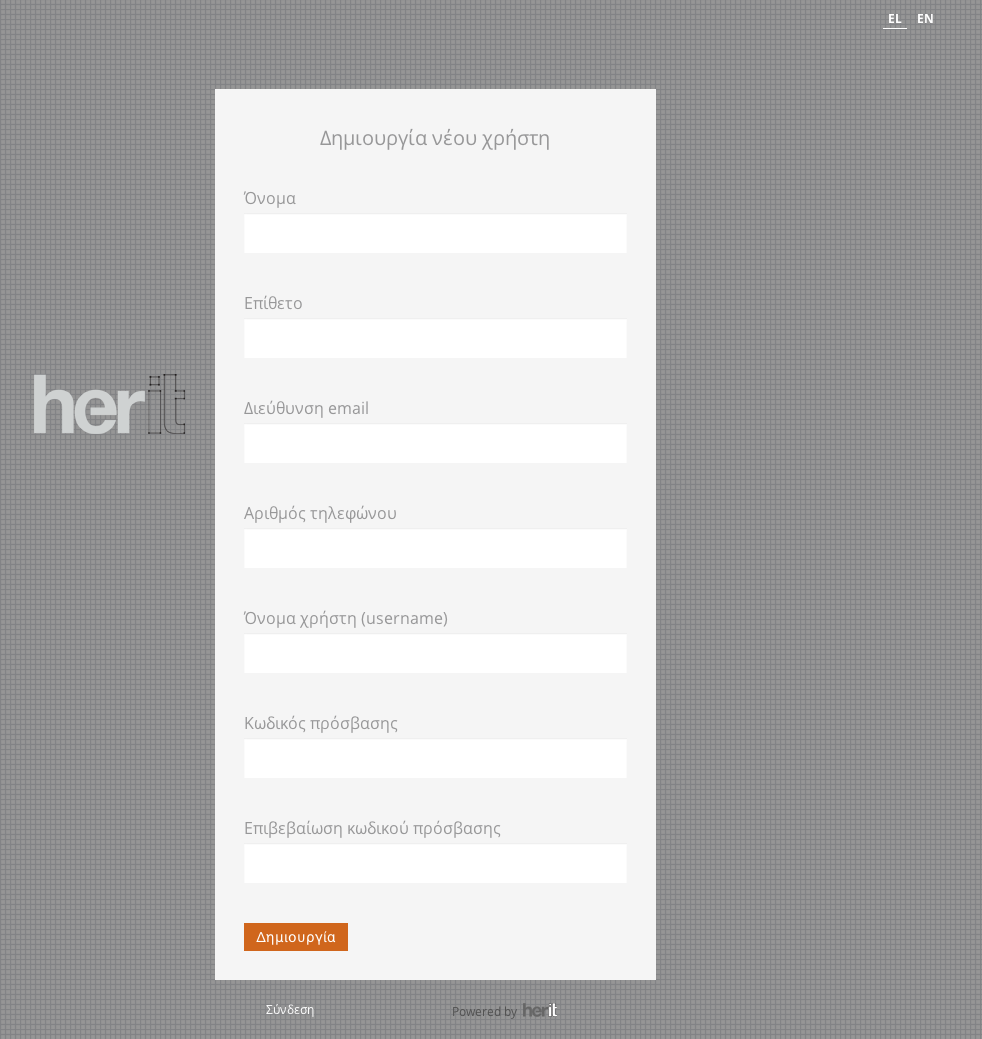 EL EN
Δημιουργία νέου χρήστη
Όνομα
Επίθετο
Διεύθυνση email
herit
Αριθμός τηλεφώνου
Όνομα χρήστη (username)
Κωδικός πρόσβασης
Επιβεβαίωση κωδικού πρόσβασης
Δημιουργία
Σύνδεση
Powered by herit